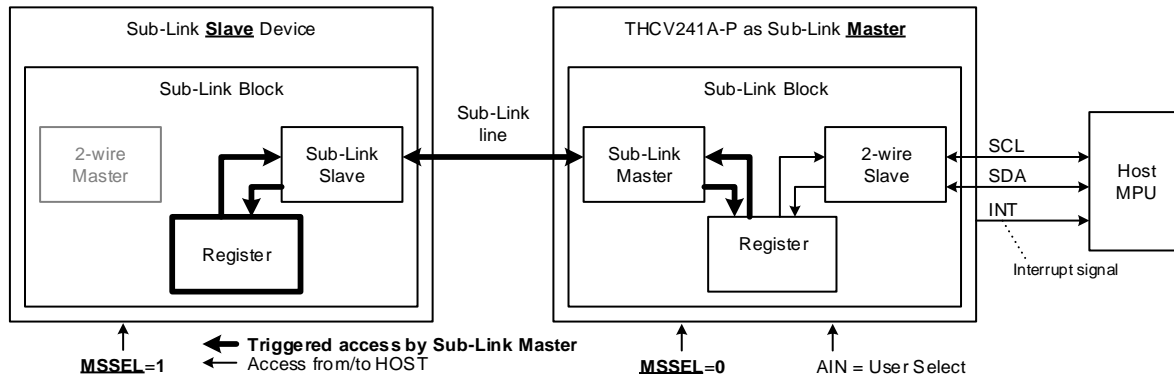 Sub-Link Slave Device
THCV241A-P as Sub-Link Master
Sub-Link Block
Sub-Link Block
2-wire
Master
Sub-Link
Slave
Register
Sub-Link
line
Sub-Link
Master
2-wire
Slave
Register
SCL
SDA
INT
Host
MPU
Interrupt signal
MSSEL=1
Triggered access by Sub-Link Master
Access from/to HOST
MSSEL=0
AIN = User Select